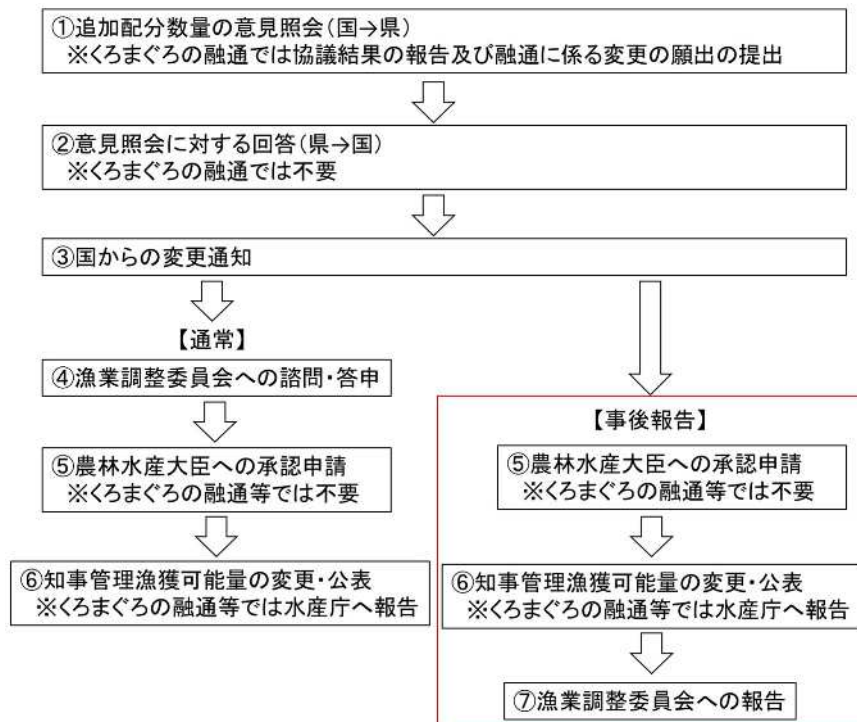 ①追加配分数量の意見照会(国→県)
※くろまぐろの融通では協議結果の報告及び融通に係る変更の願出の提出
②意見照会に対する回答(県→国)
※くろまぐろの融通では不要
③国からの変更通知
【通常】
④漁業調整委員会への諮問・答申
⑤農林水産大臣への承認申請
※くろまぐろの融通等では不要
⑥知事管理漁獲可能量の変更・公表
※くろまぐろの融通等では水産庁へ報告
【事後報告】
⑤農林水産大臣への承認申請
※くろまぐろの融通等では不要
⑥知事管理漁獲可能量の変更・公表
※くろまぐろの融通等では水産庁へ報告
⑦漁業調整委員会への報告